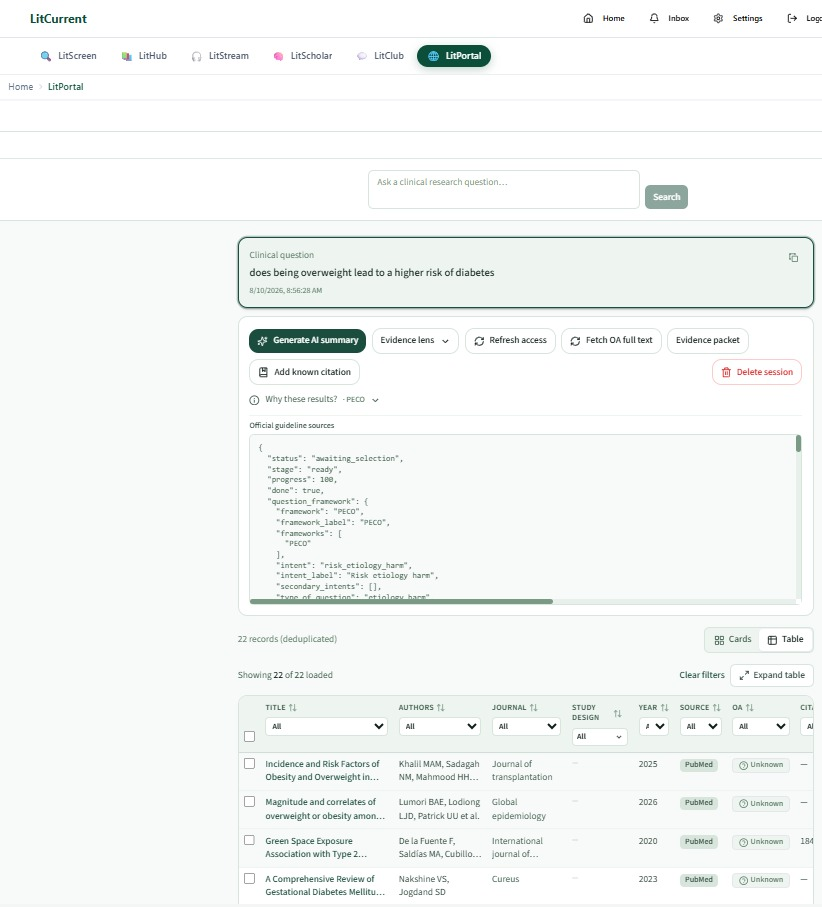 LitCurrent
Home
Inbox
Settings
LitScreen
LitHub
LitStream
LitScholar
LitClub
LitPortal
Home › LitPortal
Ask a clinical research question...
Search
Clinical question
does being overweight lead to a higher risk of diabetes
8/10/2026, 8:56:28 AM
Generate AI summary
Evidence lens
Refresh access
Fetch OA full text
Evidence packet
Add known citation
Delete session
Why these results? · PECO
Official guideline sources
{
"status": "awaiting_selection",
"stage": "ready",
"progress": 100,
"done": true,
"question_framework": {
"framework": "PECO",
"framework_label": "PECO",
"frameworks": [
"PECO"
],
"intent": "risk_etiology_harm",
"intent_label": "Risk etiology harm",
"secondary_intents": [],
"type_of_question": "etiology_harm",
22 records (deduplicated)
Cards
Table
Showing 22 of 22 loaded
Clear filters
Expand table
TITLE
AUTHORS
JOURNAL
STUDY DESIGN
YEAR
SOURCE
OA
All
All
All
All
All
All
Incidence and Risk Factors of
Obesity and Overweight in...
Khalil MAM, Sadagah
NM, Mahmood HH...
Journal of
transplantation
—
2025
PubMed
Unknown
—
Magnitude and correlates of
overweight or obesity amon...
Lumori BAE, Lodiong
LJD, Patrick UU et al.
Global
epidemiology
—
2026
PubMed
Unknown
—
Green Space Exposure
Association with Type 2...
De la Fuente F,
Saldías MA, Cubillo...
International
journal of...
—
2020
PubMed
Unknown
184
A Comprehensive Review of
Gestational Diabetes Mellitu...
Nakshine VS,
Jogdand SD
Cureus
—
2023
PubMed
Unknown
—